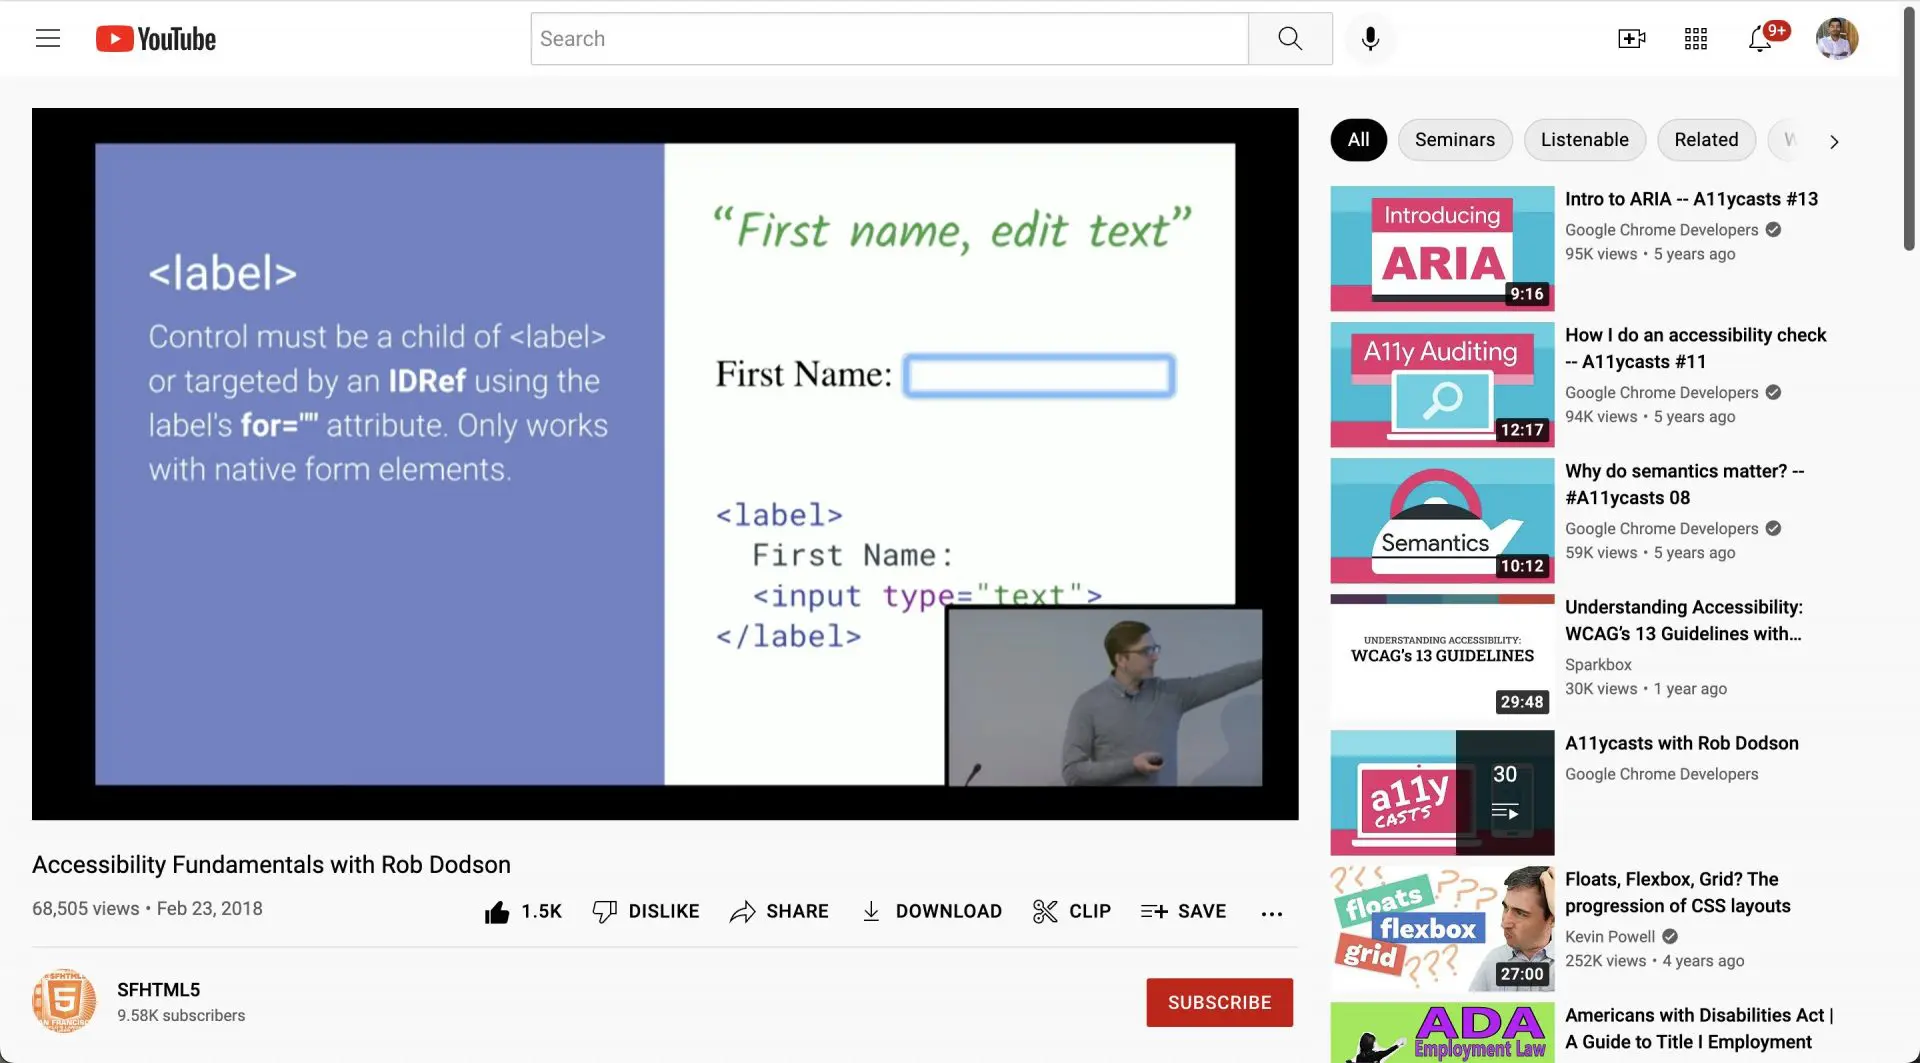 YouTube
Search
9+
<label>
Control must be a child of <label>
or targeted by an IDRef using the
label's for="" attribute. Only works
with native form elements.
“First name, edit text”
First Name:
<label>
First Name:
<input type="text">
</label>
Accessibility Fundamentals with Rob Dodson
68,505 views • Feb 23, 2018
1.5K
DISLIKE
SHARE
DOWNLOAD
CLIP
SAVE
SFHTML5
9.58K subscribers
SUBSCRIBE
All
Seminars
Listenable
Related
Introducing
ARIA
9:16
Intro to ARIA -- A11ycasts #13
Google Chrome Developers
95K views • 5 years ago
A11y Auditing
12:17
How I do an accessibility check
-- A11ycasts #11
Google Chrome Developers
94K views • 5 years ago
Semantics
10:12
Why do semantics matter? --
#A11ycasts 08
Google Chrome Developers
59K views • 5 years ago
UNDERSTANDING ACCESSIBILITY:
WCAG's 13 GUIDELINES
29:48
Understanding Accessibility:
WCAG’s 13 Guidelines with...
Sparkbox
30K views • 1 year ago
a11y
CASTS
30
A11ycasts with Rob Dodson
Google Chrome Developers
floats
flexbox
grid
27:00
Floats, Flexbox, Grid? The
progression of CSS layouts
Kevin Powell
252K views • 4 years ago
ADA
Employment Law
Americans with Disabilities Act |
A Guide to Title I Employment